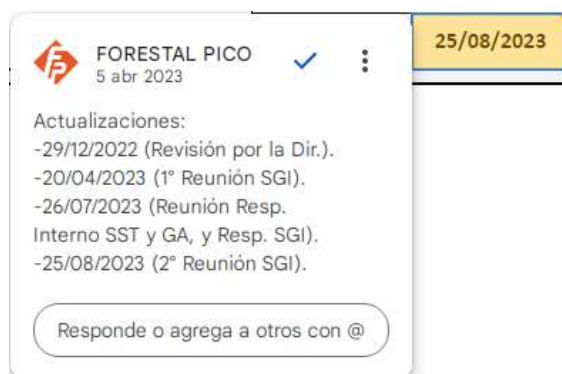 FORESTAL PICO
5 abr 2023
25/08/2023
Actualizaciones:
-29/12/2022 (Revisión por la Dir.).
-20/04/2023 (1° Reunión SGI).
-26/07/2023 (Reunión Resp.
Interno SST y GA, y Resp. SGI).
-25/08/2023 (2° Reunión SGI).
Responde o agrega a otros con @